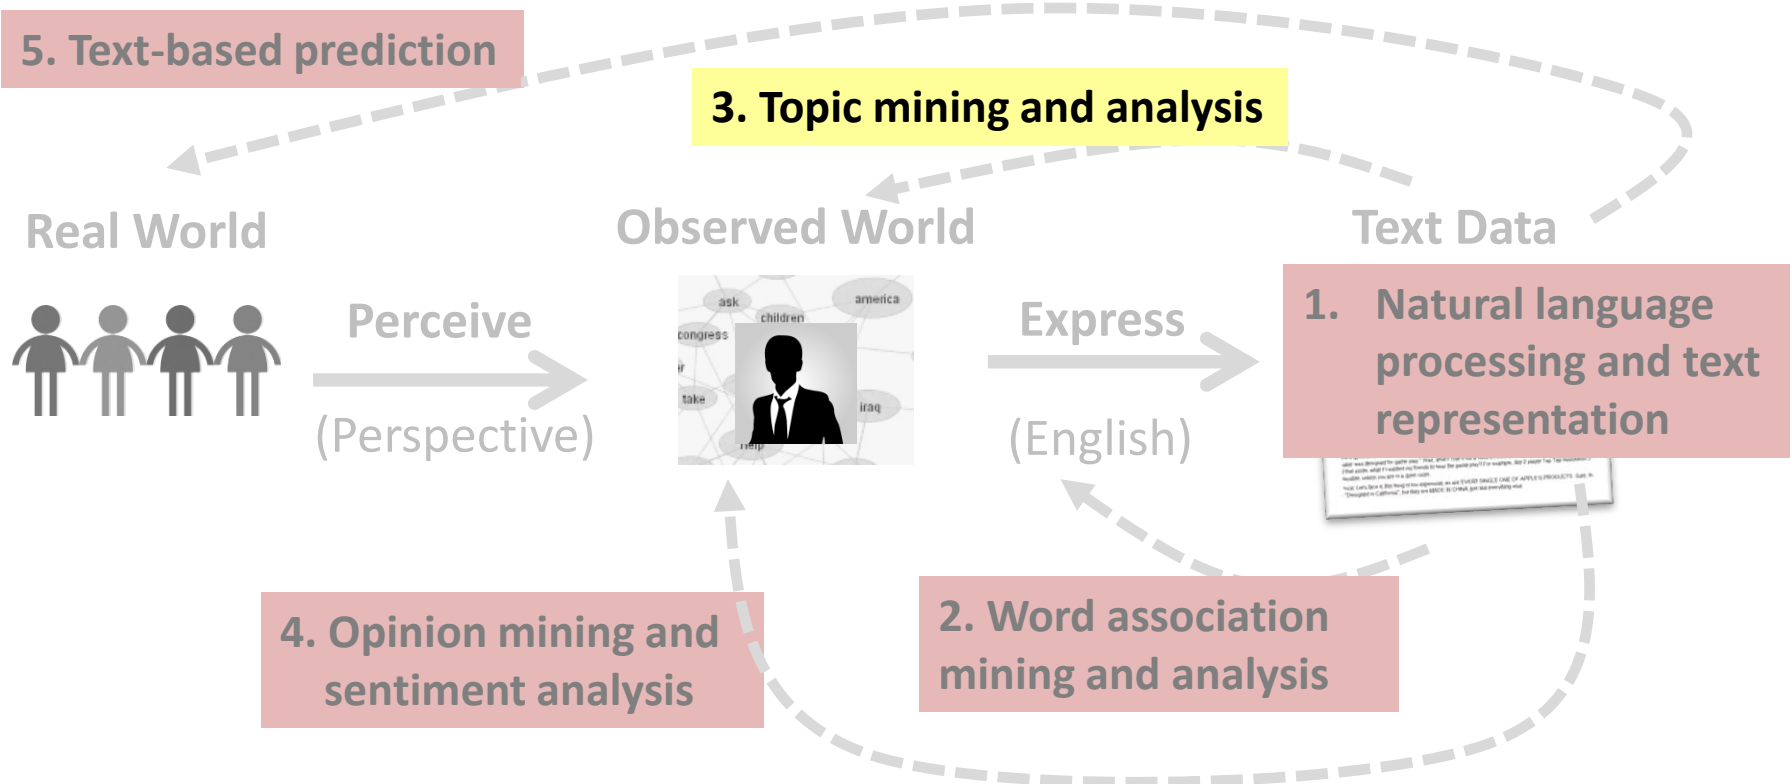 5. Text-based prediction
3. Topic mining and analysis
Real World
Observed World
Text Data
Perceive
(Perspective)
ask
america
children
congress
take
iraq
Express
(English)
1. Natural language
processing and text
representation
4. Opinion mining and
sentiment analysis
2. Word association
mining and analysis